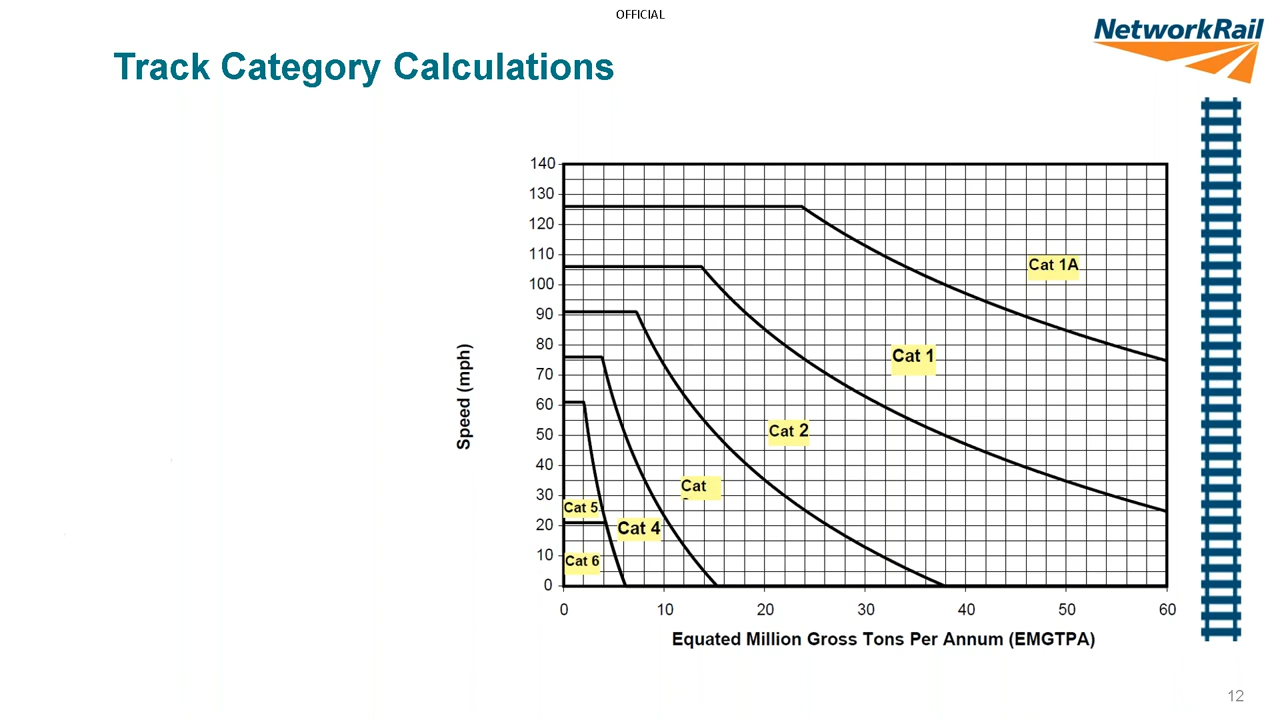 OFFICIAL
NetworkRail
Track Category Calculations
140
130
120
110
100
90
80
70
60
50
40
30
20
10
0
Speed (mph)
Cat 1A
Cat 1
Cat 2
Cat
Cat 5
Cat 4
Cat 6
0 10 20 30 40 50 60
Equated Million Gross Tons Per Annum (EMGTPA)
12